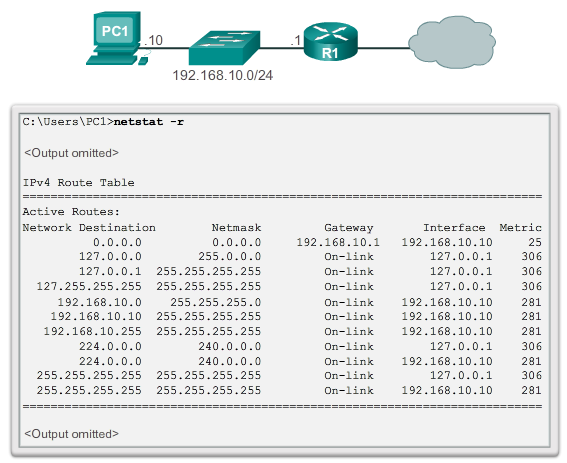 PC1
.10
.1
R1
192.168.10.0/24
C:\Users\PC1>netstat -r
<Output omitted>
IPv4 Route Table
===========================================================================
Active Routes:
Network Destination Netmask Gateway Interface Metric
0.0.0.0 0.0.0.0 192.168.10.1 192.168.10.10 25
127.0.0.0 255.0.0.0 On-link 127.0.0.1 306
127.0.0.1 255.255.255.255 On-link 127.0.0.1 306
127.255.255.255 255.255.255.255 On-link 127.0.0.1 306
192.168.10.0 255.255.255.0 On-link 192.168.10.10 281
192.168.10.10 255.255.255.255 On-link 192.168.10.10 281
192.168.10.255 255.255.255.255 On-link 192.168.10.10 281
224.0.0.0 240.0.0.0 On-link 127.0.0.1 306
224.0.0.0 240.0.0.0 On-link 192.168.10.10 281
255.255.255.255 255.255.255.255 On-link 127.0.0.1 306
255.255.255.255 255.255.255.255 On-link 192.168.10.10 281
===========================================================================
<Output omitted>